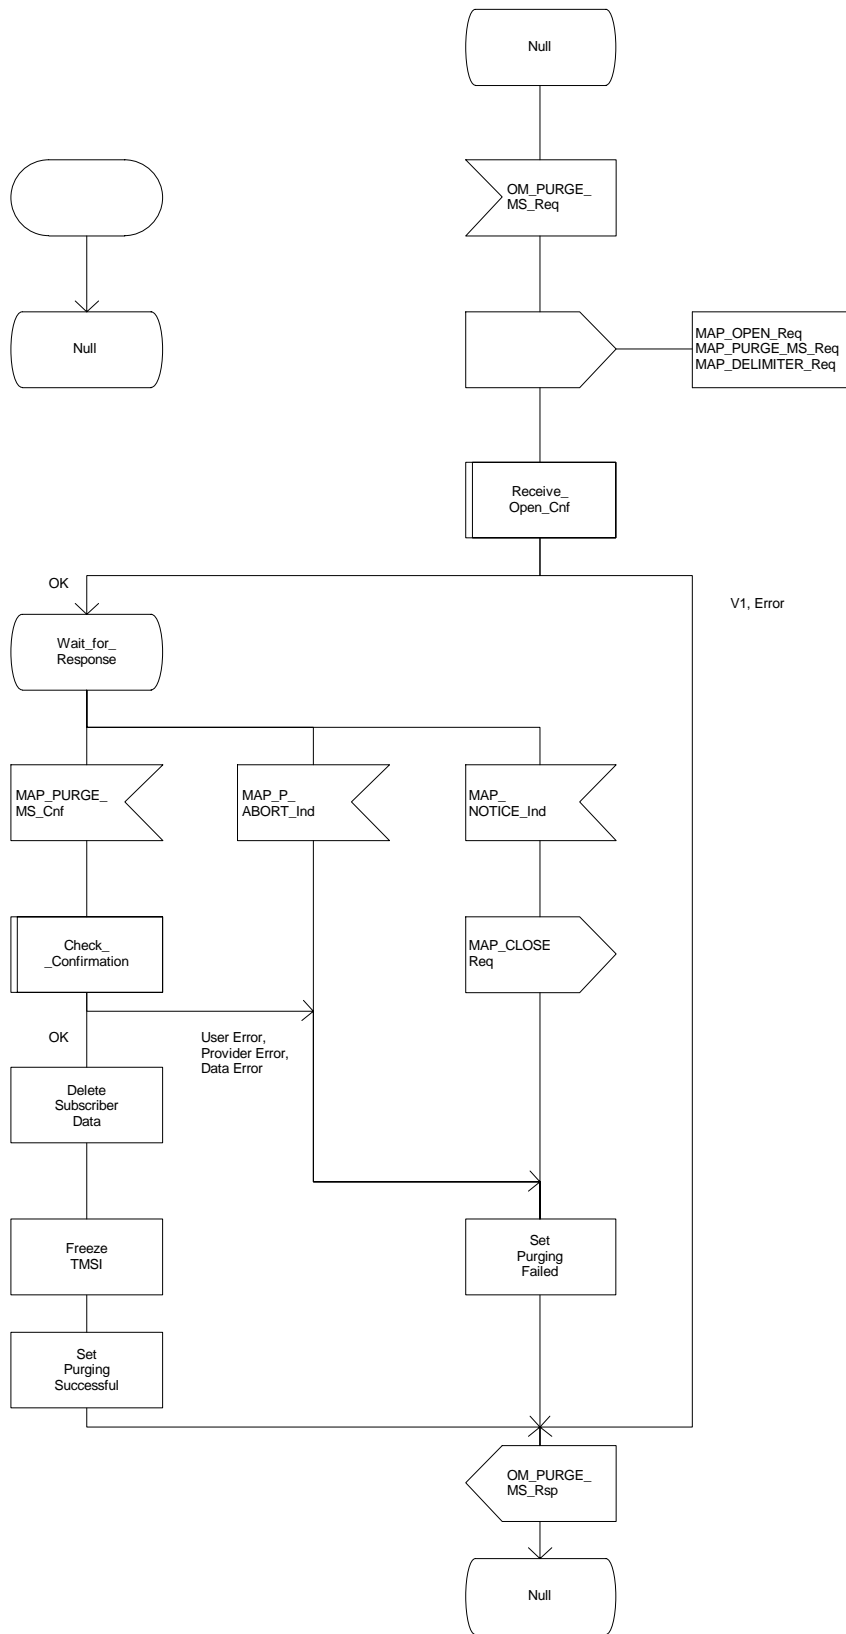 Null
OM_PURGE_
MS_Req
Null
MAP_OPEN_Req
MAP_PURGE_MS_Req
MAP_DELIMITER_Req
Receive_
Open_Cnf
OK
V1, Error
Wait_for_
Response
MAP_PURGE_
MS_Cnf
MAP_P_
ABORT_Ind
MAP_
NOTICE_Ind
Check_
_Confirmation
MAP_CLOSE
Req
OK
User Error,
Provider Error,
Data Error
Delete
Subscriber
Data
Freeze
TMSI
Set
Purging
Failed
Set
Purging
Successful
OM_PURGE_
MS_Rsp
Null